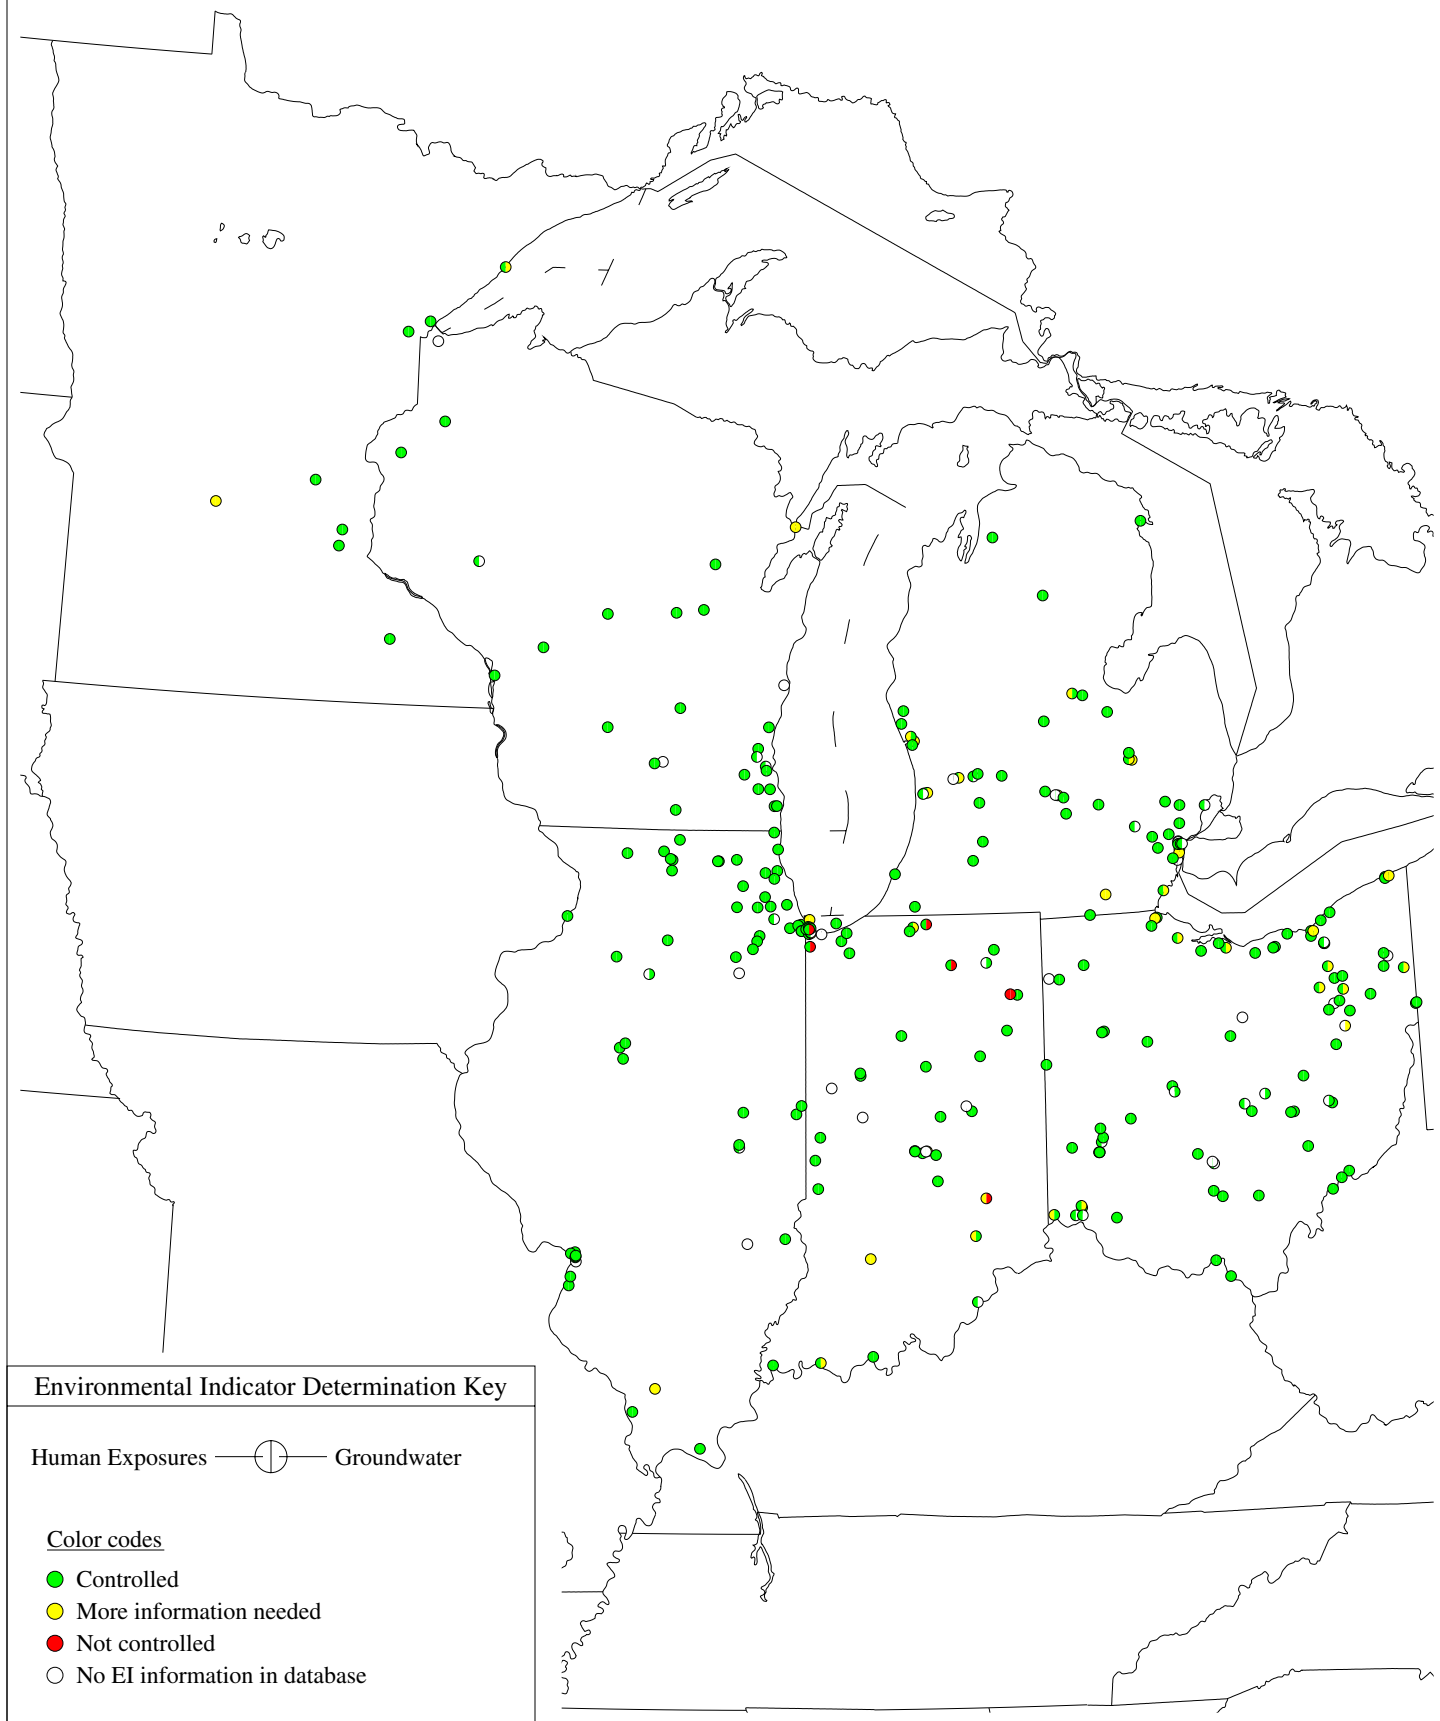 Environmental Indicator Determination Key
Human Exposures Groundwater
Color codes
Controlled
More information needed
Not controlled
No EI information in database